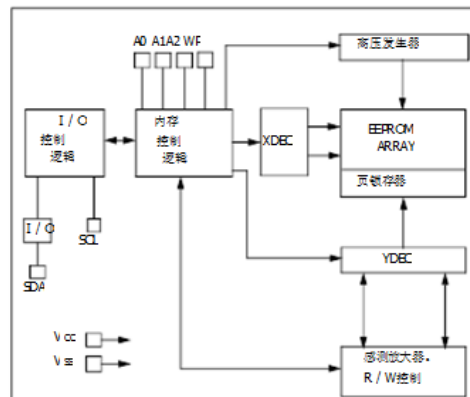 A0 A1A2 WP
高压发生器
I / O
控制
逻辑
内存
控制
逻辑
XDEC
EEPROM
ARRAY
页锁存器
I / O
SCL
SDA
YDEC
Vcc
Vss
感测放大器.
R / W控制